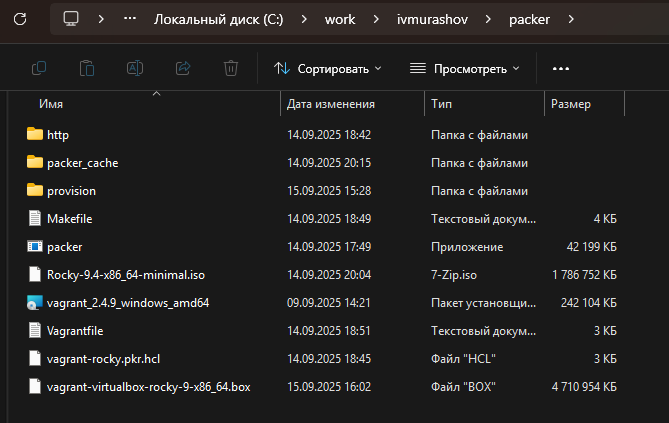 Локальный диск (C:) work ivmurashov packer
Сортировать Просмотреть
Имя Дата изменения Тип Размер
http 14.09.2025 18:42 Папка с файлами
packer_cache 14.09.2025 20:15 Папка с файлами
provision 15.09.2025 15:28 Папка с файлами
Makefile 14.09.2025 18:49 Текстовый докум... 4 КБ
packer 14.09.2025 17:49 Приложение 42 199 КБ
Rocky-9.4-x86_64-minimal.iso 14.09.2025 20:04 7-Zip.iso 1 786 752 КБ
vagrant_2.4.9_windows_amd64 09.09.2025 14:21 Пакет установщи... 242 104 КБ
Vagrantfile 14.09.2025 18:51 Текстовый докум... 3 КБ
vagrant-rocky.pkr.hcl 14.09.2025 18:45 Файл "HCL" 3 КБ
vagrant-virtualbox-rocky-9-x86_64.box 15.09.2025 16:02 Файл "BOX" 4 710 954 КБ